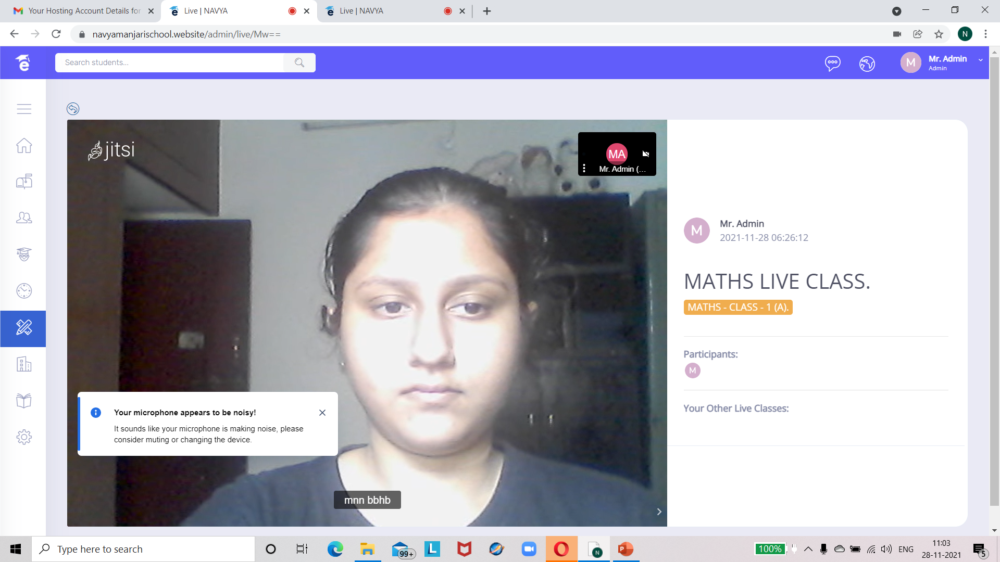 Your Hosting Account Details for
Live | NAVYA
Live | NAVYA
navyamanjarischool.website/admin/live/Mw==
N
e
Search students...
M
Mr. Admin
Admin
jitsi
MA
Mr. Admin (...
M
Mr. Admin
2021-11-28 06:26:12
MATHS LIVE CLASS.
MATHS - CLASS - 1 (A).
Participants:
M
Your Other Live Classes:
Your microphone appears to be noisy!
It sounds like your microphone is making noise, please
consider muting or changing the device.
mnn bbhb
Type here to search
99+
L
N
P
100%
ENG
11:03
28-11-2021
5